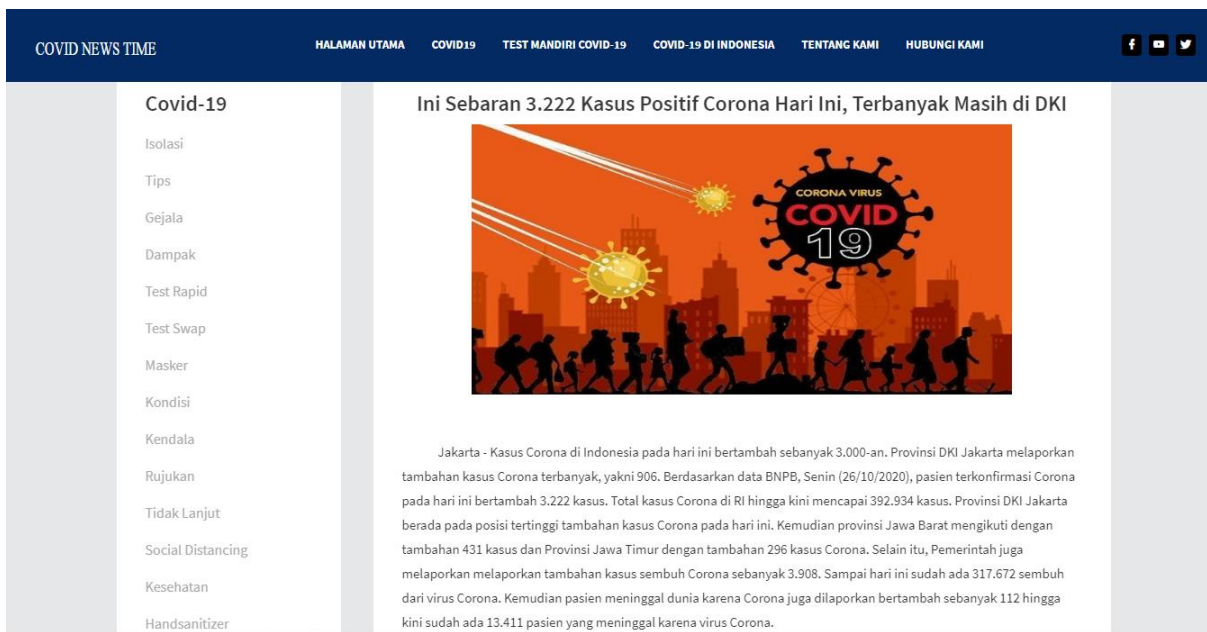 COVID NEWS TIME
HALAMAN UTAMA
COVID19
TEST MANDIRI COVID-19
COVID-19 DI INDONESIA
TENTANG KAMI
HUBUNGI KAMI
Covid-19
Isolasi
Tips
Gejala
Dampak
Test Rapid
Test Swap
Masker
Kondisi
Kendala
Rujukan
Tidak Lanjut
Social Distancing
Kesehatan
Handsanitizer
Ini Sebaran 3.222 Kasus Positif Corona Hari Ini, Terbanyak Masih di DKI
CORONA VIRUS
COVID
19
Jakarta - Kasus Corona di Indonesia pada hari ini bertambah sebanyak 3.000-an. Provinsi DKI Jakarta melaporkan
tambahan kasus Corona terbanyak, yakni 906. Berdasarkan data BNPB, Senin (26/10/2020), pasien terkonfirmasi Corona
pada hari ini bertambah 3.222 kasus. Total kasus Corona di RI hingga kini mencapai 392.934 kasus. Provinsi DKI Jakarta
berada pada posisi tertinggi tambahan kasus Corona pada hari ini. Kemudian provinsi Jawa Barat mengikuti dengan
tambahan 431 kasus dan Provinsi Jawa Timur dengan tambahan 296 kasus Corona. Selain itu, Pemerintah juga
melaporkan melaporkan tambahan kasus sembuh Corona sebanyak 3.908. Sampai hari ini sudah ada 317.672 sembuh
dari virus Corona. Kemudian pasien meninggal dunia karena Corona juga dilaporkan bertambah sebanyak 112 hingga
kini sudah ada 13.411 pasien yang meninggal karena virus Corona.